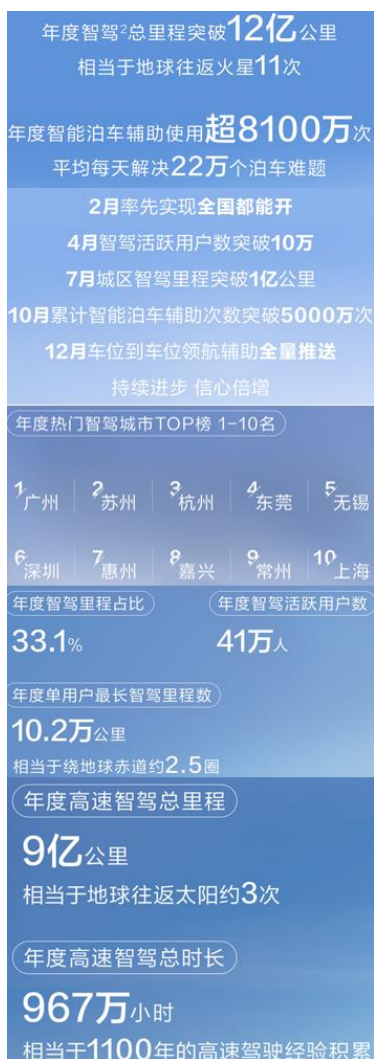 年度智驾²总里程突破12亿公里
相当于地球往返火星11次
年度智能泊车辅助使用超8100万次
平均每天解决22万个泊车难题
2月率先实现全国都能开
4月智驾活跃用户数突破10万
7月城区智驾里程突破1亿公里
10月累计智能泊车辅助次数突破5000万次
12月车位到车位领航辅助全量推送
持续进步 信心倍增
年度热门智驾城市TOP榜 1-10名
1广州 2苏州 3杭州 4东莞 5无锡
6深圳 7惠州 8嘉兴 9常州 10上海
年度智驾里程占比 年度智驾活跃用户数
33.1% 41万人
年度单用户最长智驾里程数
10.2万公里
相当于绕地球赤道约2.5圈
年度高速智驾总里程
9亿公里
相当于地球往返太阳约3次
年度高速智驾总时长
967万小时
相当于1100年的高速驾驶经验积累